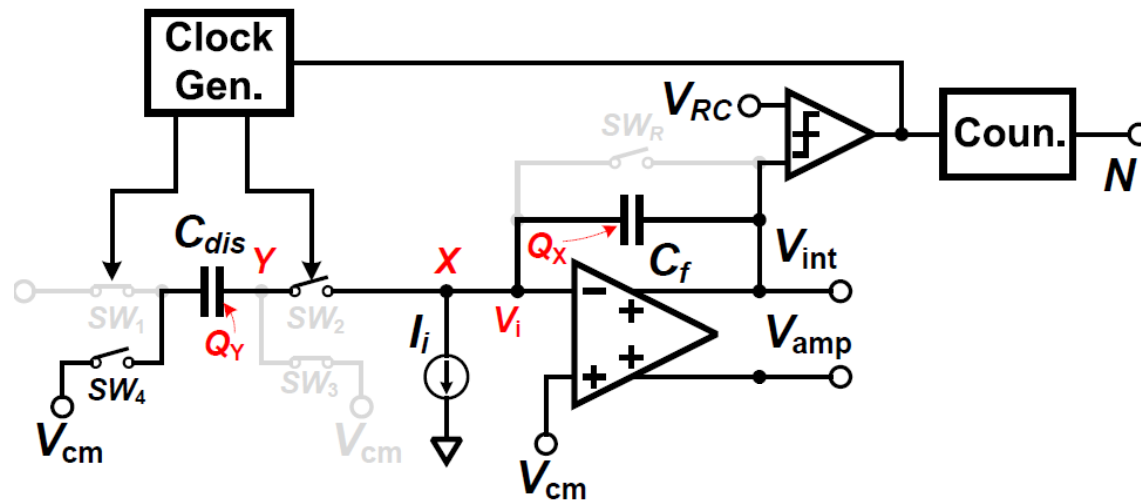 Clock
Gen.
V_RC
SW_R
Coun.
N
C_dis
Y
X
Q_X
C_f
V_int
SW_1
Q_Y
SW_2
V_i
I_i
V_amp
SW_4
SW_3
V_cm
V_cm
V_cm